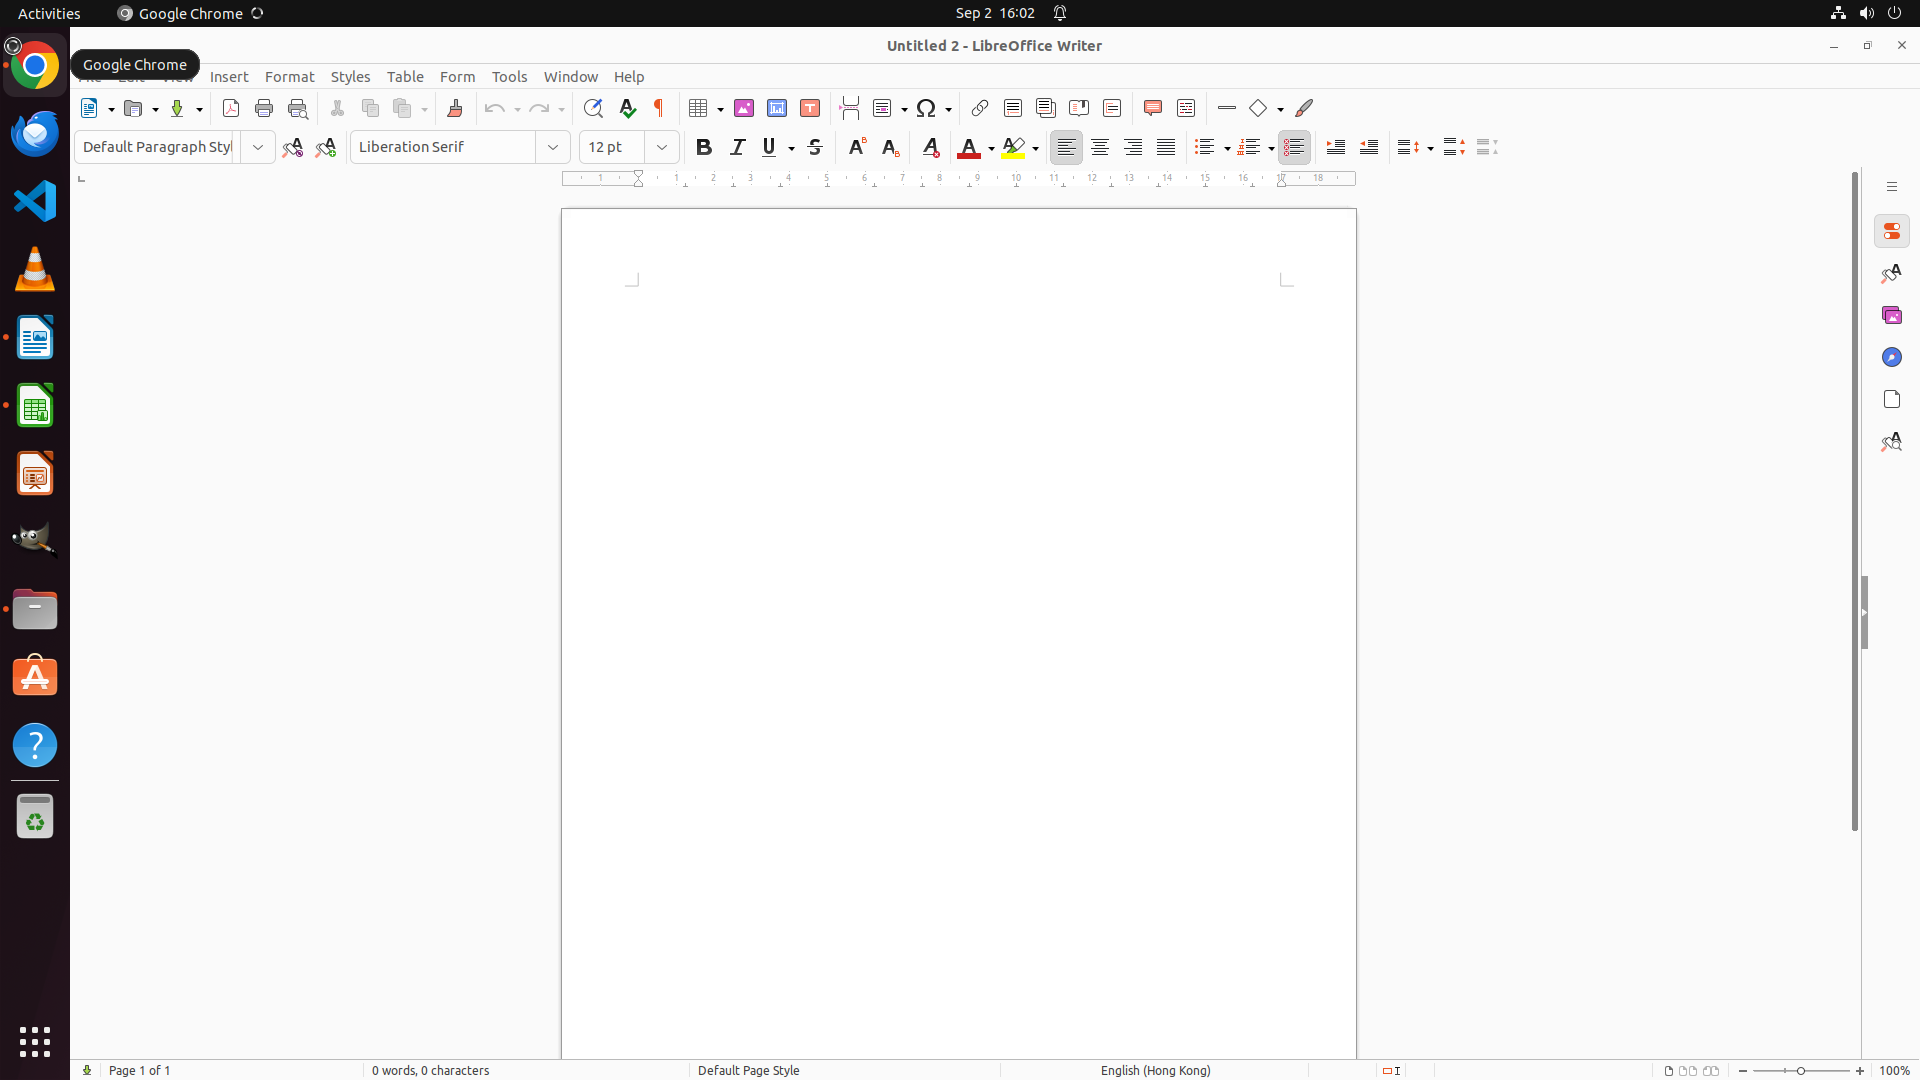 Activities
Google Chrome
Sep 2 16:02
Untitled 2 - LibreOffice Writer
Google Chrome
Insert
Format
Styles
Table
Form
Tools
Window
Help
Default Paragraph Styl
Liberation Serif
12 pt
1 1 2 3 4 5 6 7 8 9 10 11 12 13 14 15 16 17 18
Page 1 of 1
0 words, 0 characters
Default Page Style
English (Hong Kong)
100%